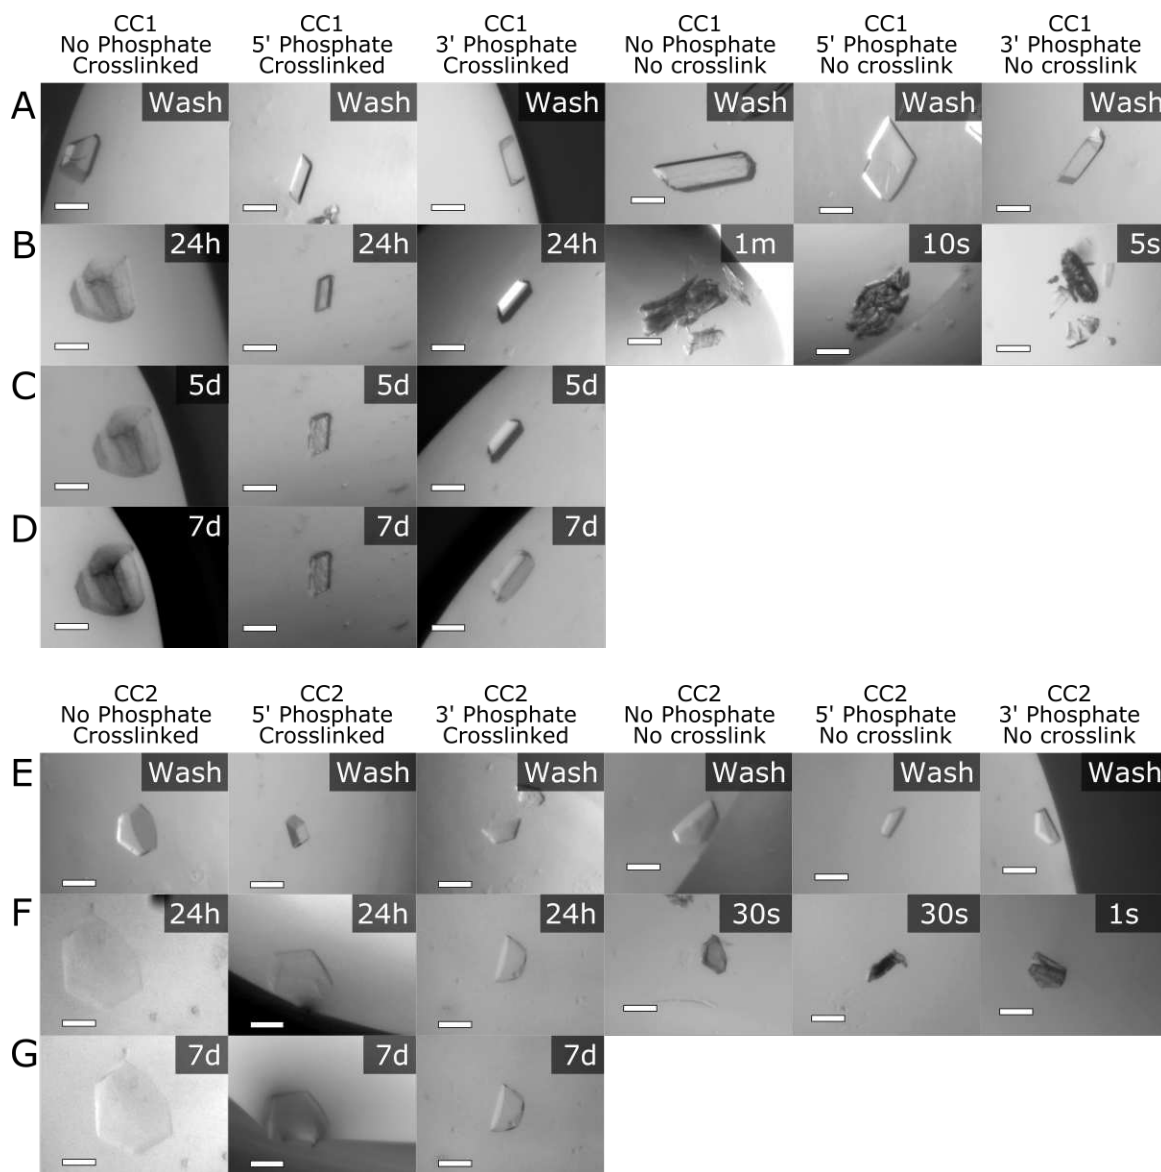 CC1 CC1 CC1 CC1 CC1 CC1
No Phosphate 5' Phosphate 3' Phosphate No Phosphate 5' Phosphate 3' Phosphate
Crosslinked Crosslinked Crosslinked No crosslink No crosslink No crosslink
A Wash Wash Wash Wash Wash Wash
B 24h 24h 24h 1m 10s 5s
C 5d 5d 5d
D 7d 7d 7d
CC2 CC2 CC2 CC2 CC2 CC2
No Phosphate 5' Phosphate 3' Phosphate No Phosphate 5' Phosphate 3' Phosphate
Crosslinked Crosslinked Crosslinked No crosslink No crosslink No crosslink
E Wash Wash Wash Wash Wash Wash
F 24h 24h 24h 30s 30s 1s
G 7d 7d 7d